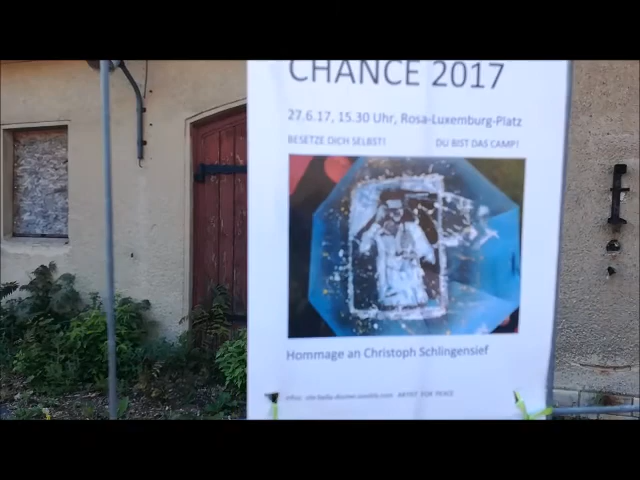 CHANCE 2017
27.6.17, 15.30 Uhr, Rosa-Luxemburg-Platz
BESETZE DICH SELBST! DU BIST DAS CAMP!
Hommage an Christoph Schlingensief
ARTIST FOR PEACE